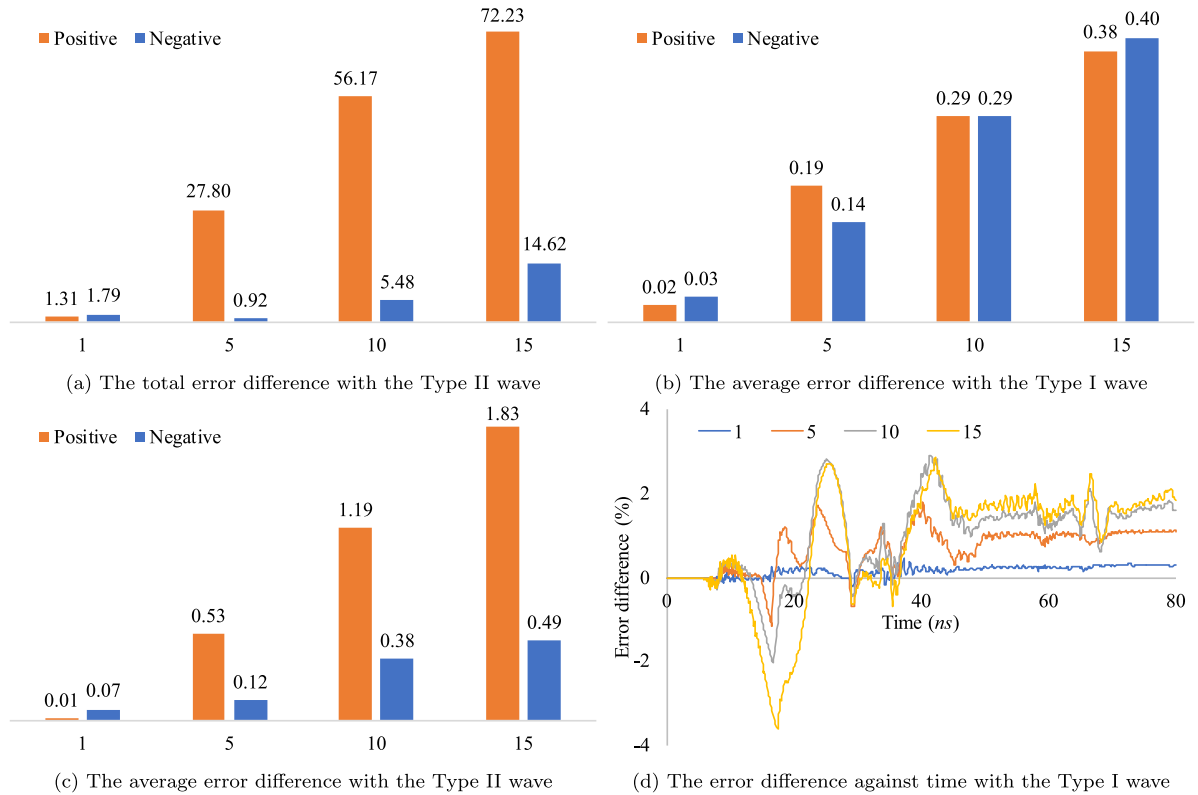 Positive Negative
72.23
56.17
27.80
14.62
5.48
1.31 1.79
0.92
1 5 10 15
(a) The total error difference with the Type II wave
Positive Negative
0.38 0.40
0.29 0.29
0.19
0.14
0.02 0.03
1 5 10 15
(b) The average error difference with the Type I wave
Positive Negative
1.83
1.19
0.53
0.49
0.38
0.12
0.01 0.07
1 5 10 15
(c) The average error difference with the Type II wave
4
1 5 10 15
2
0
0 20 40 60 80
Time (ns)
-2
-4
Error difference (%)
(d) The error difference against time with the Type I wave